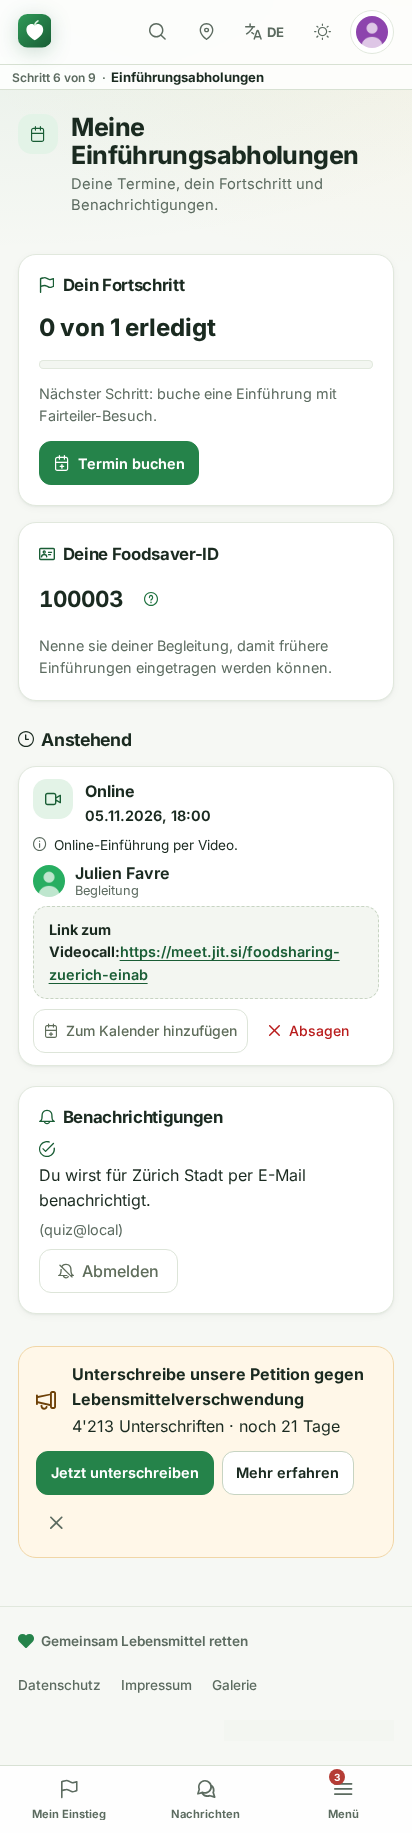 DE
Schritt 6 von 9 · Einführungsabholungen
Meine
Einführungsabholungen
Deine Termine, dein Fortschritt und
Benachrichtigungen.
Dein Fortschritt
0 von 1 erledigt
Nächster Schritt: buche eine Einführung mit
Fairteiler-Besuch.
Termin buchen
Deine Foodsaver-ID
100003
Nenne sie deiner Begleitung, damit frühere
Einführungen eingetragen werden können.
Anstehend
Online
05.11.2026, 18:00
Online-Einführung per Video.
Julien Favre
Begleitung
Link zum
Videocall:https://meet.jit.si/foodsharing-
zuerich-einab
Zum Kalender hinzufügen
Absagen
Benachrichtigungen
Du wirst für Zürich Stadt per E-Mail
benachrichtigt.
(quiz@local)
Abmelden
Unterschreibe unsere Petition gegen
Lebensmittelverschwendung
4'213 Unterschriften · noch 21 Tage
Jetzt unterschreiben
Mehr erfahren
Gemeinsam Lebensmittel retten
Datenschutz Impressum Galerie
3
Mein Einstieg Nachrichten Menü